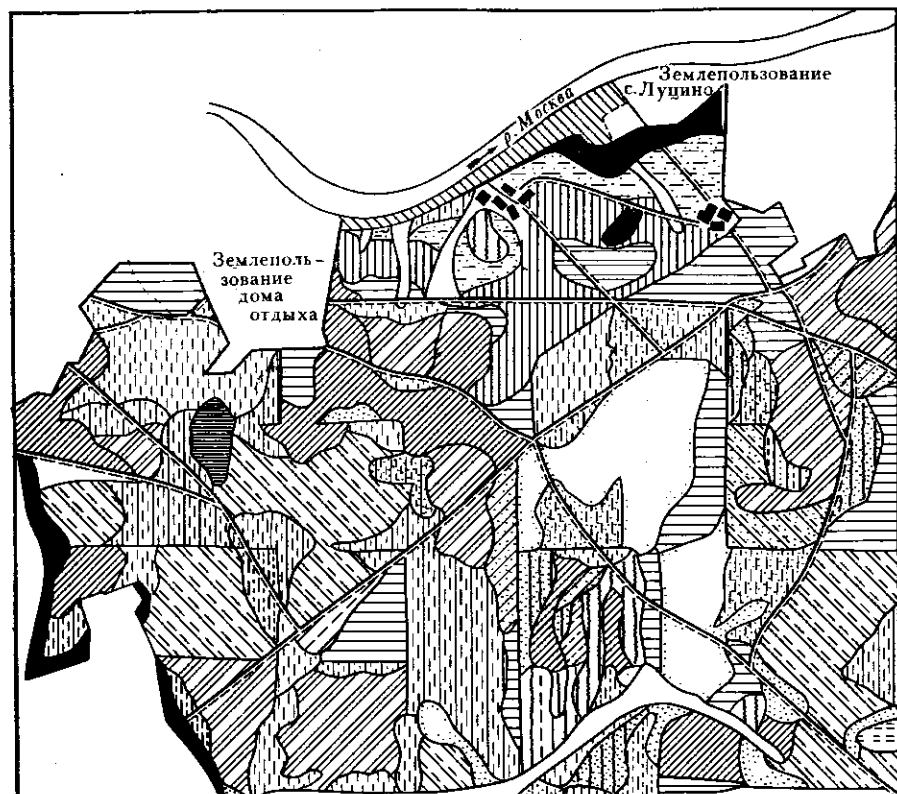 Землепользование
с. Луцино
р. Москва
Землеполь-
зование
дома
отдыха